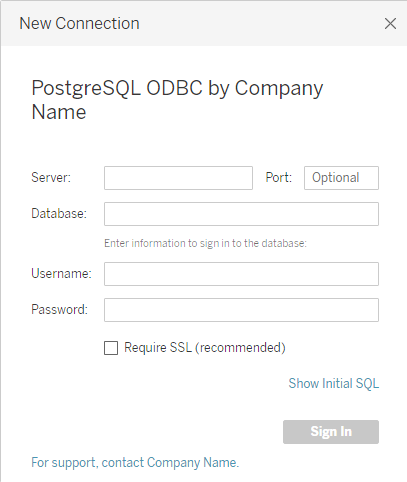 New Connection
PostgreSQL ODBC by Company
Name
Server: Port: Optional
Database:
Enter information to sign in to the database:
Username:
Password:
Require SSL (recommended)
Show Initial SQL
Sign In
For support, contact Company Name.